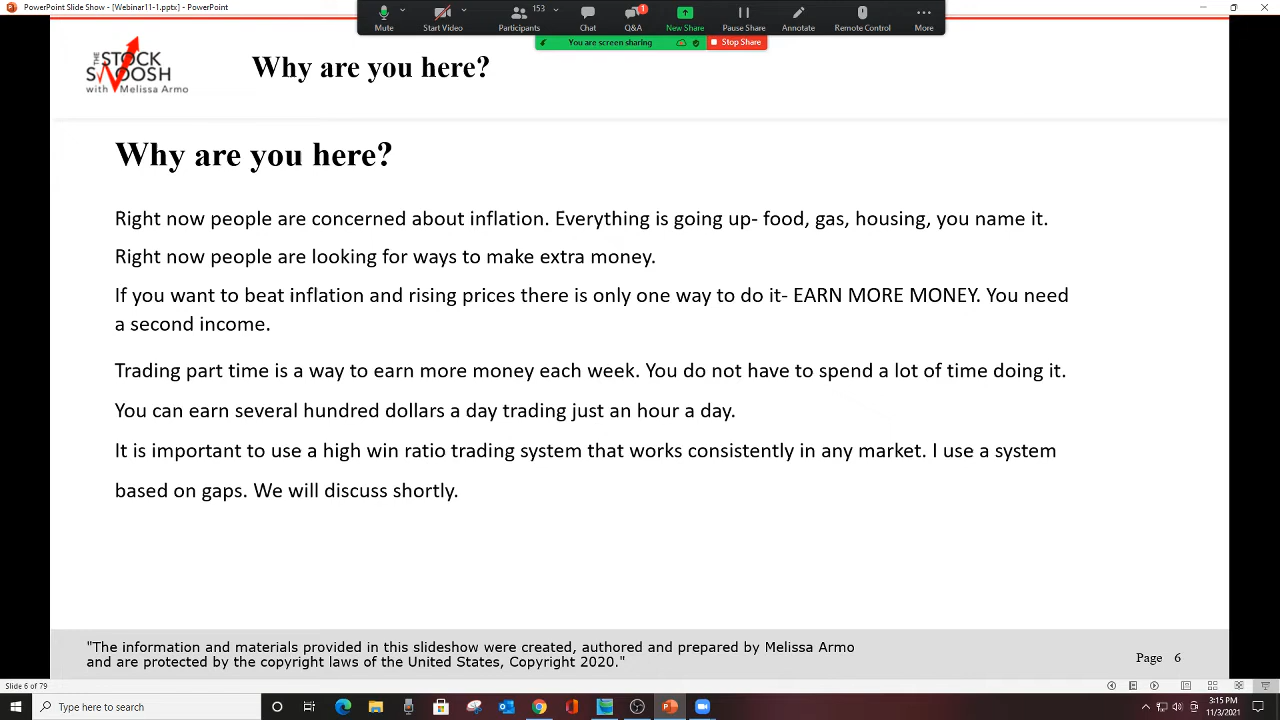 PowerPoint Slide Show - [Webinar11-1.pptx] - PowerPoint
Mute
Start Video
153
Participants
Chat
1
Q&A
New Share
Pause Share
Annotate
Remote Control
More
You are screen sharing
Stop Share
THE STOCK
SWOOSH
with Melissa Armo
Why are you here?
Why are you here?
Right now people are concerned about inflation. Everything is going up- food, gas, housing, you name it.
Right now people are looking for ways to make extra money.
If you want to beat inflation and rising prices there is only one way to do it- EARN MORE MONEY. You need
a second income.
Trading part time is a way to earn more money each week. You do not have to spend a lot of time doing it.
You can earn several hundred dollars a day trading just an hour a day.
It is important to use a high win ratio trading system that works consistently in any market. I use a system
based on gaps. We will discuss shortly.
"The information and materials provided in this slideshow were created, authored and prepared by Melissa Armo
and are protected by the copyright laws of the United States, Copyright 2020."
Page 6
Slide 6 of 79
Type here to search
3:15 PM
11/3/2021